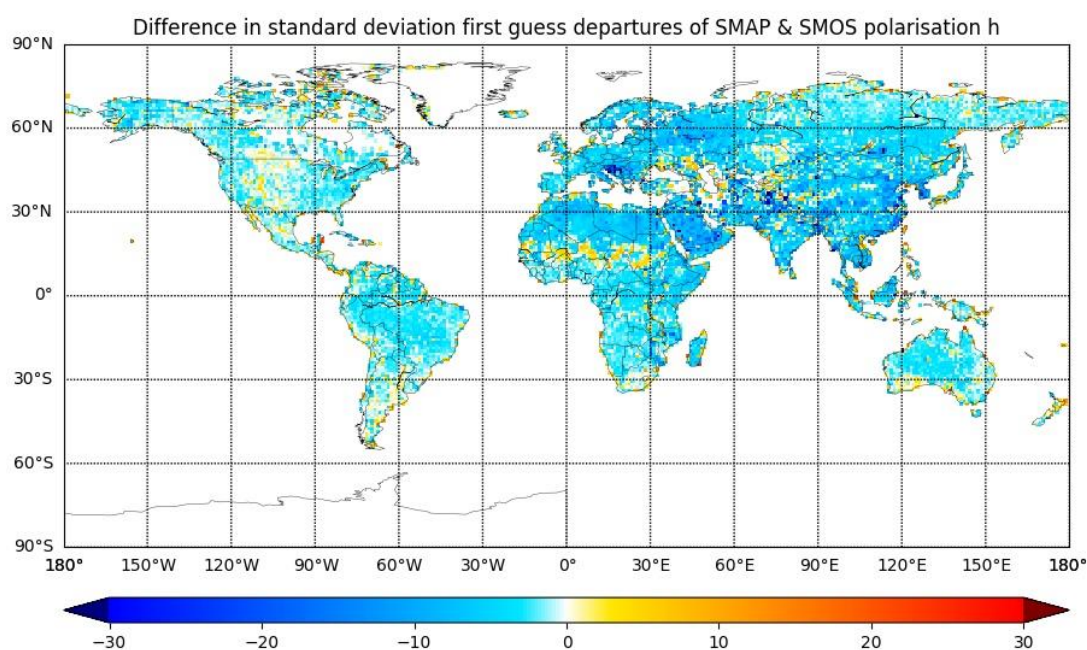 Difference in standard deviation first guess departures of SMAP & SMOS polarisation h
90°N
60°N
30°N
0°
30°S
60°S
90°S
180° 150°W 120°W 90°W 60°W 30°W 0° 30°E 60°E 90°E 120°E 150°E 180°
−30 −20 −10 0 10 20 30